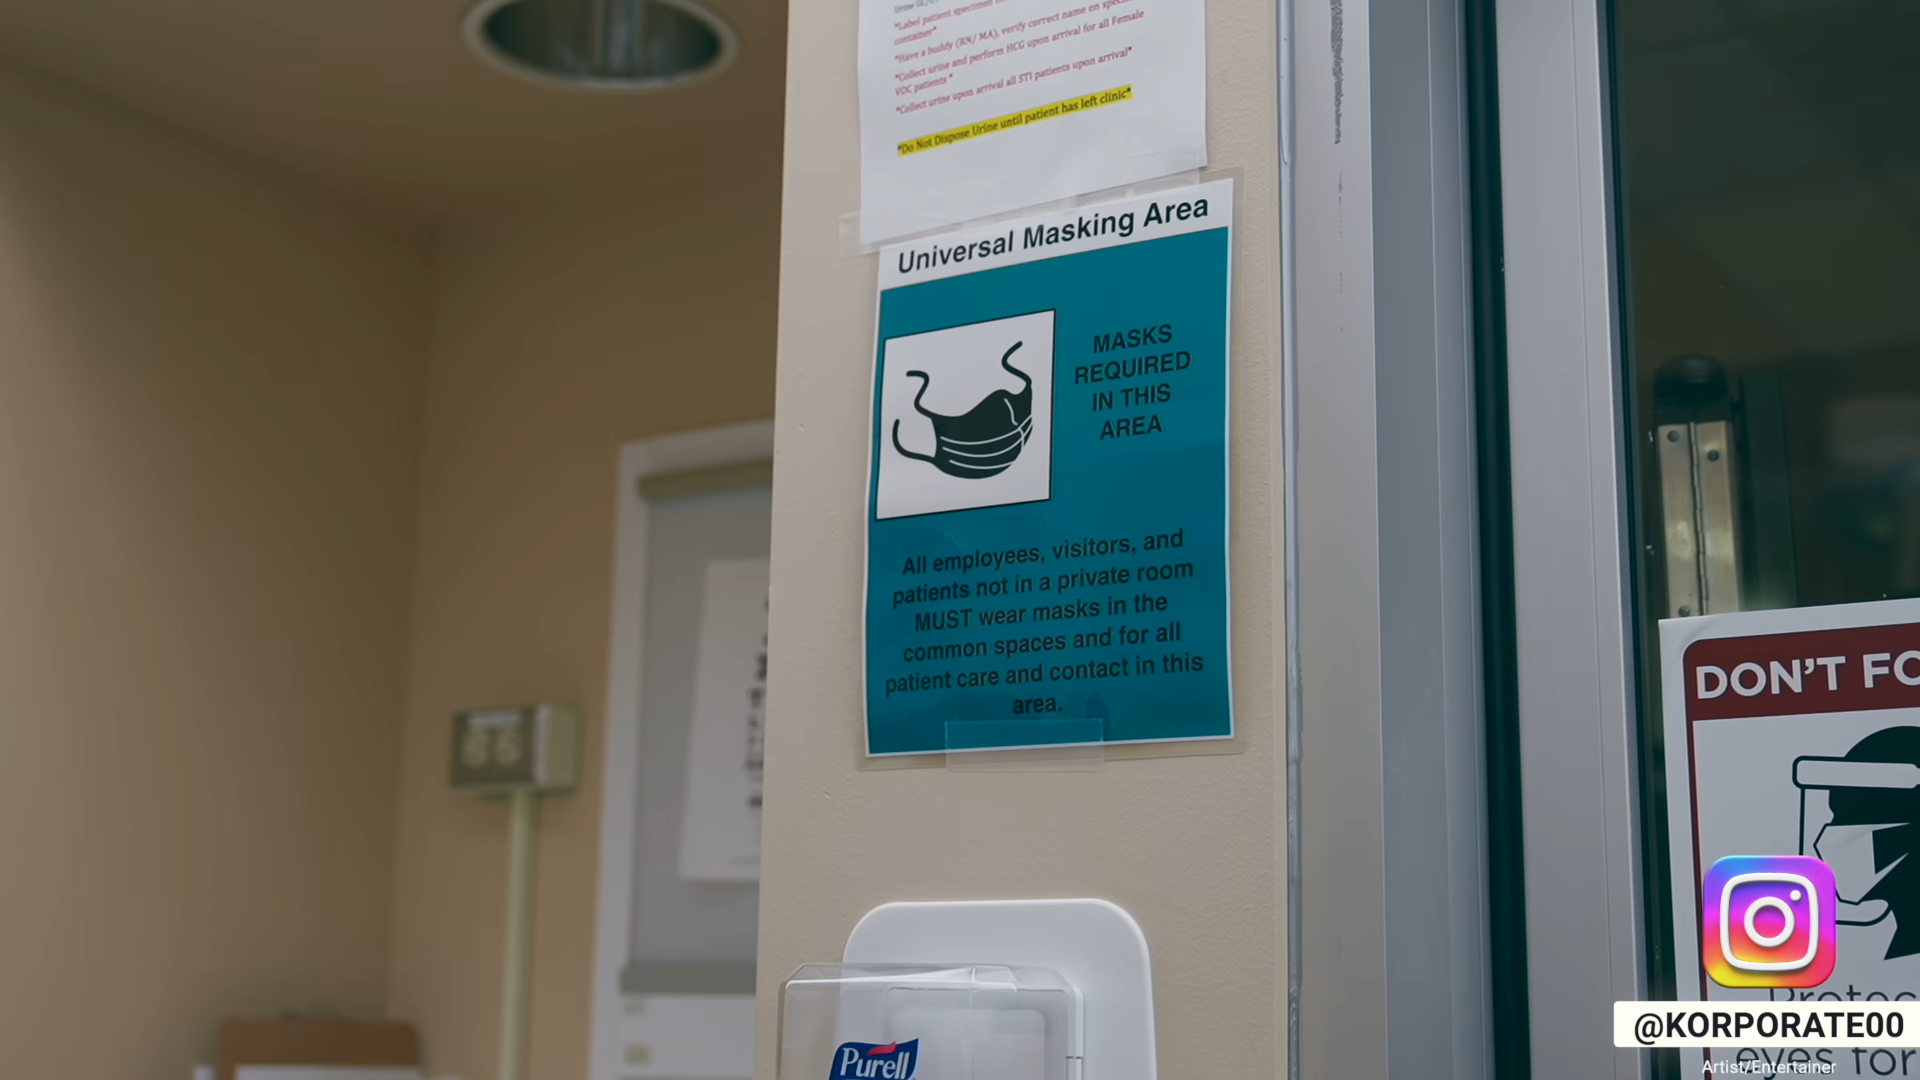 *Label patient specimen
container*
*Have a buddy (RN/ MA), verify correct name on
*Collect urine and perform HCG upon arrival for all Female
VOC patients *
*Collect urine upon arrival all STI patients upon arrival*
*Do Not Dispose Urine until patient has left clinic*
Universal Masking Area
MASKS
REQUIRED
IN THIS
AREA
All employees, visitors, and
patients not in a private room
MUST wear masks in the
common spaces and for all
patient care and contact in this
area.
Purell
DON'T FO
@KORPORATE00
eyes for
Artist/Entertainer